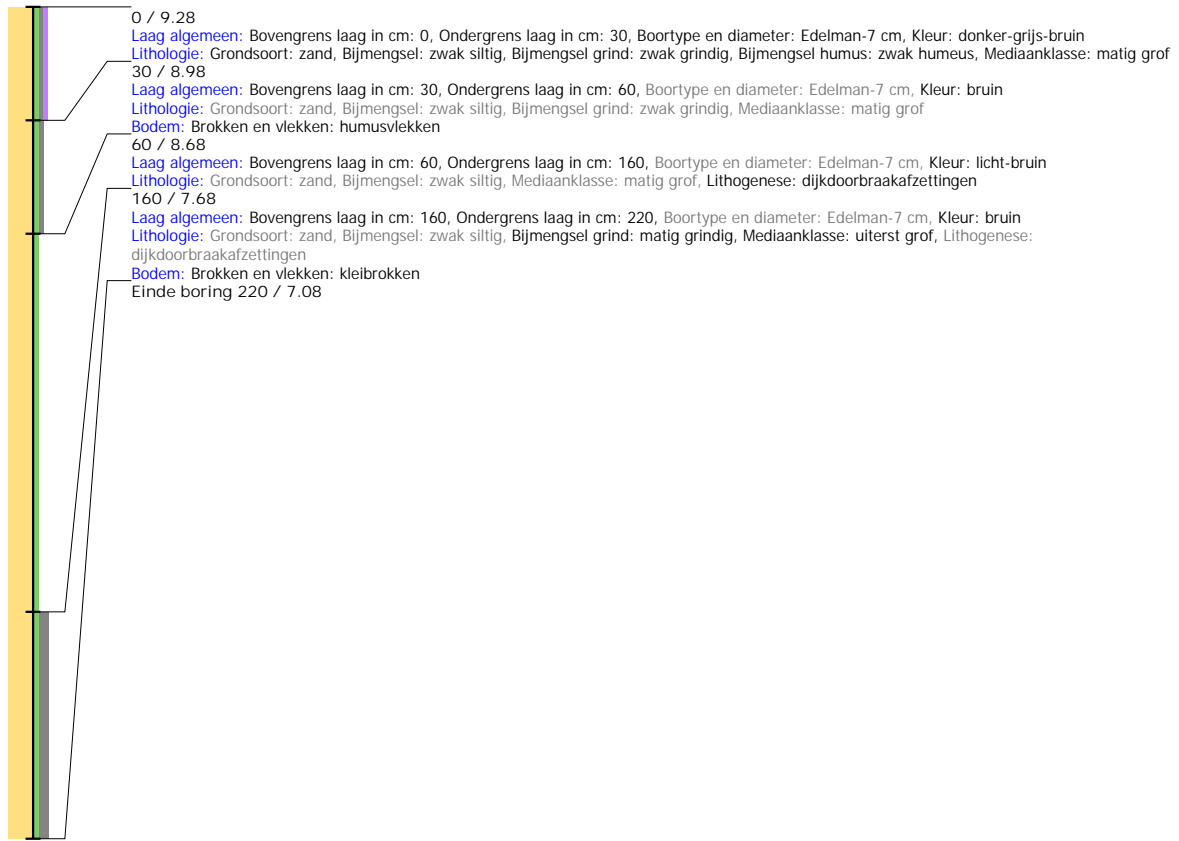 0 / 9.28
Laag algemeen: Bovengrens laag in cm: 0, Ondergrens laag in cm: 30, Boortype en diameter: Edelman-7 cm, Kleur: donker-grijs-bruin
Lithologie: Grondsoort: zand, Bijmengsel: zwak siltig, Bijmengsel grind: zwak grindig, Bijmengsel humus: zwak humeus, Mediaanklasse: matig grof
30 / 8.98
Laag algemeen: Bovengrens laag in cm: 30, Ondergrens laag in cm: 60, Boortype en diameter: Edelman-7 cm, Kleur: bruin
Lithologie: Grondsoort: zand, Bijmengsel: zwak siltig, Bijmengsel grind: zwak grindig, Mediaanklasse: matig grof
Bodem: Brokken en vlekken: humusvlekken
60 / 8.68
Laag algemeen: Bovengrens laag in cm: 60, Ondergrens laag in cm: 160, Boortype en diameter: Edelman-7 cm, Kleur: licht-bruin
Lithologie: Grondsoort: zand, Bijmengsel: zwak siltig, Mediaanklasse: matig grof, Lithogenese: dijkdoorbraakafzettingen
160 / 7.68
Laag algemeen: Bovengrens laag in cm: 160, Ondergrens laag in cm: 220, Boortype en diameter: Edelman-7 cm, Kleur: bruin
Lithologie: Grondsoort: zand, Bijmengsel: zwak siltig, Bijmengsel grind: matig grindig, Mediaanklasse: uiterst grof, Lithogenese:
dijkdoorbraakafzettingen
Bodem: Brokken en vlekken: kleibrokken
Einde boring 220 / 7.08